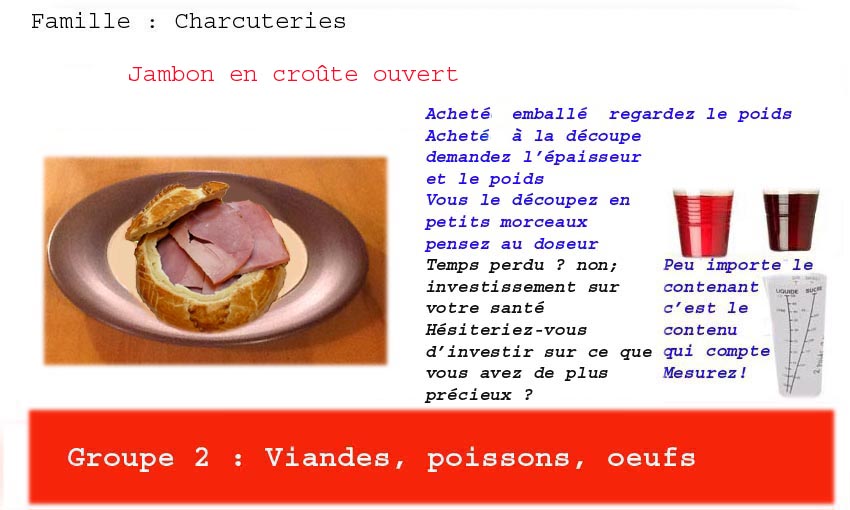 Famille : Charcuteries
Jambon en croûte ouvert
Acheté emballé regardez le poids
Acheté à la découpe
demandez l’épaisseur
et le poids
Vous le découpez en
petits morceaux
pensez au doseur
Temps perdu ? non;
investissement sur
votre santé
Hésiteriez-vous
d’investir sur ce que
vous avez de plus
précieux ?
Peu importe le
contenant
c’est le
contenu
qui compte
Mesurez!
LIQUIDE SUCRE
Groupe 2 : Viandes, poissons, oeufs